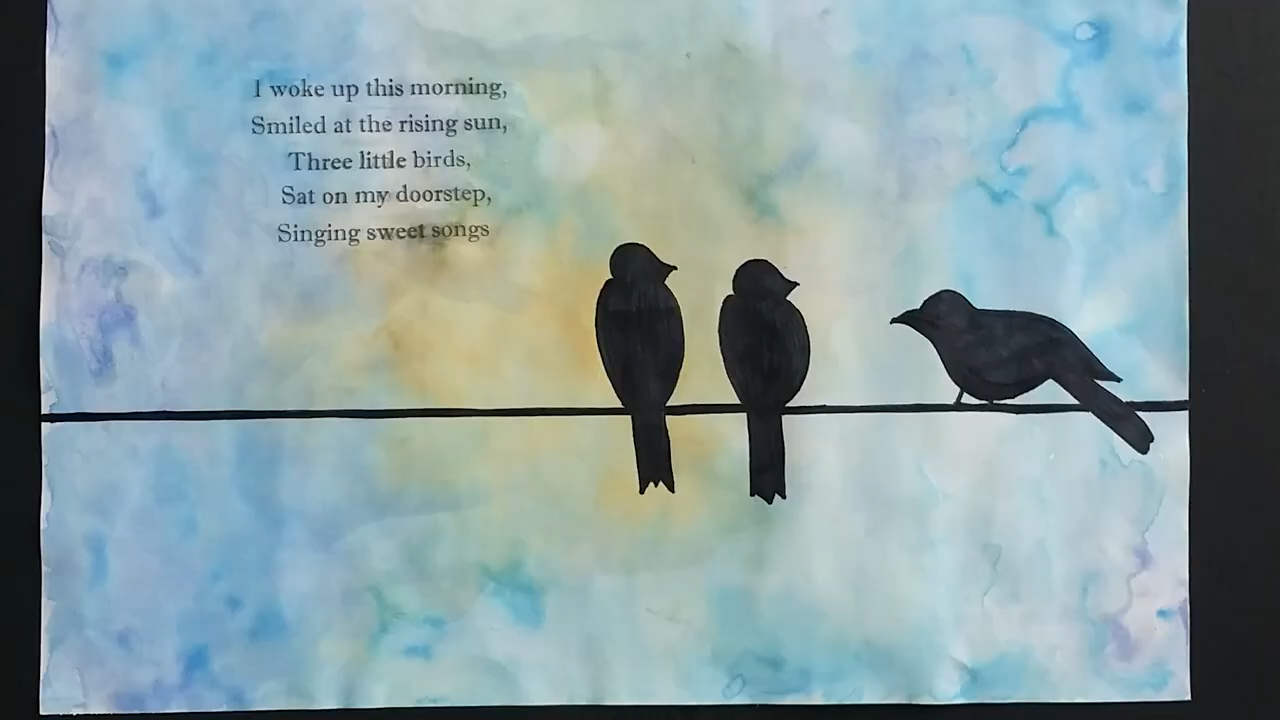 I woke up this morning,
Smiled at the rising sun,
Three little birds,
Sat on my doorstep,
Singing sweet songs